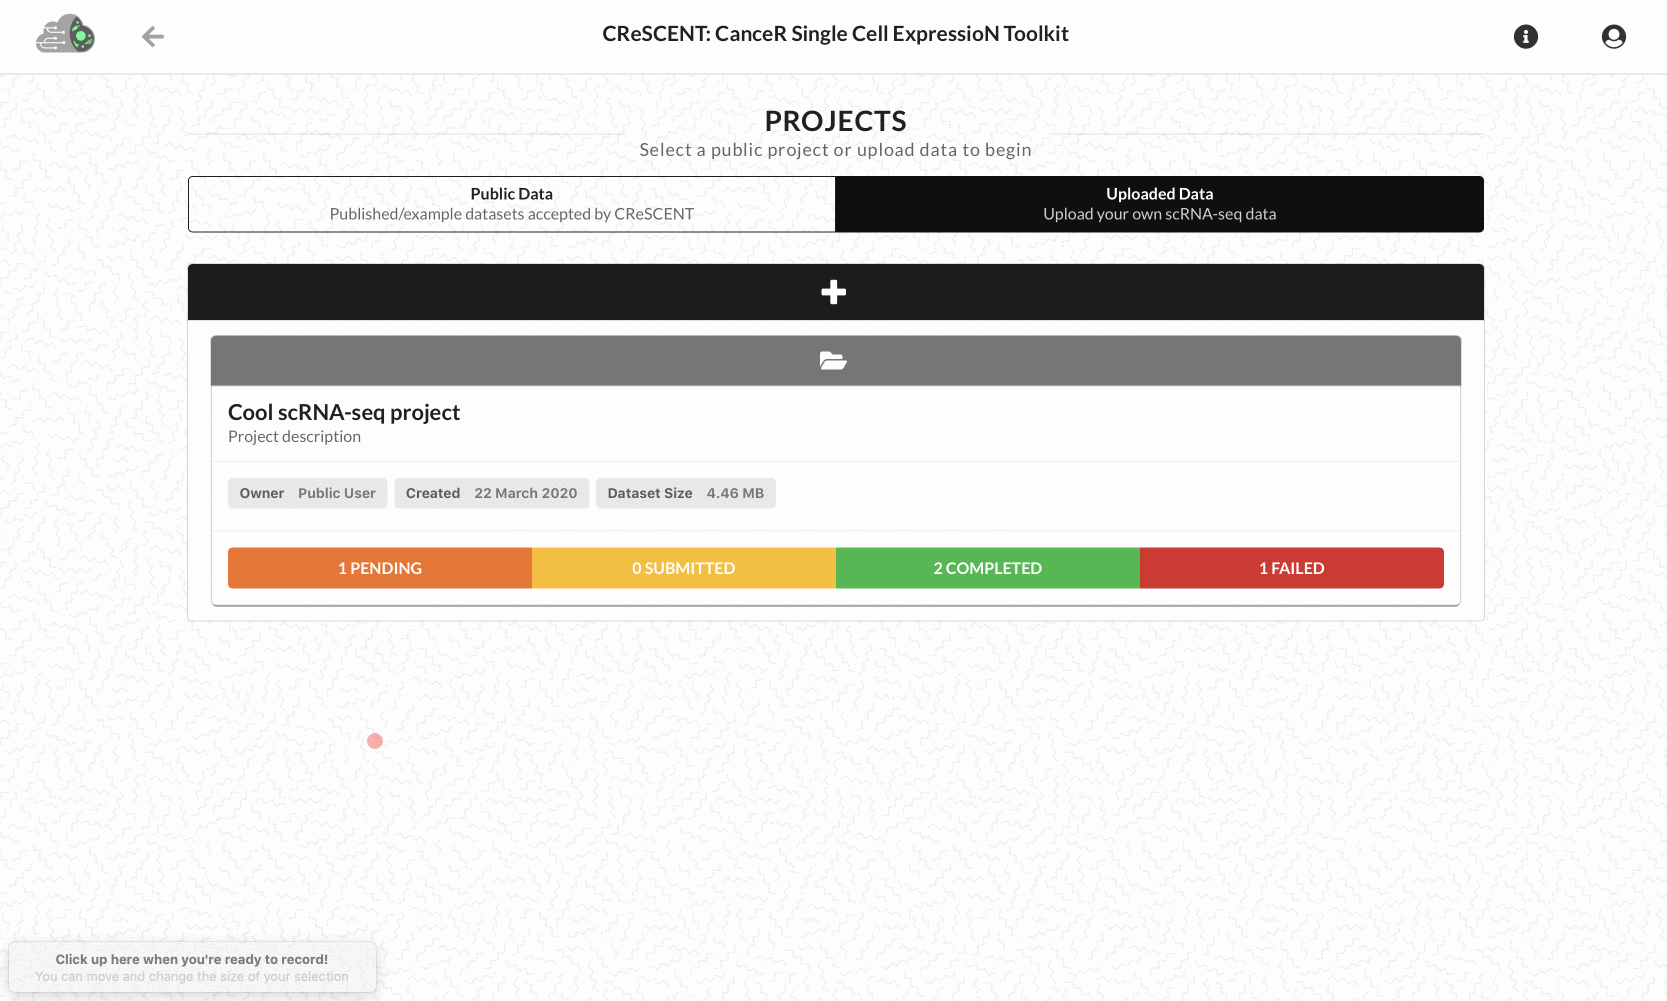 CReSCENT: CanceR Single Cell ExpressioN Toolkit
PROJECTS
Select a public project or upload data to begin
Public Data
Published/example datasets accepted by CReSCENT
Uploaded Data
Upload your own scRNA-seq data
Cool scRNA-seq project
Project description
Owner Public User Created 22 March 2020 Dataset Size 4.46 MB
1 PENDING 0 SUBMITTED 2 COMPLETED 1 FAILED
Click up here when you're ready to record!
You can move and change the size of your selection